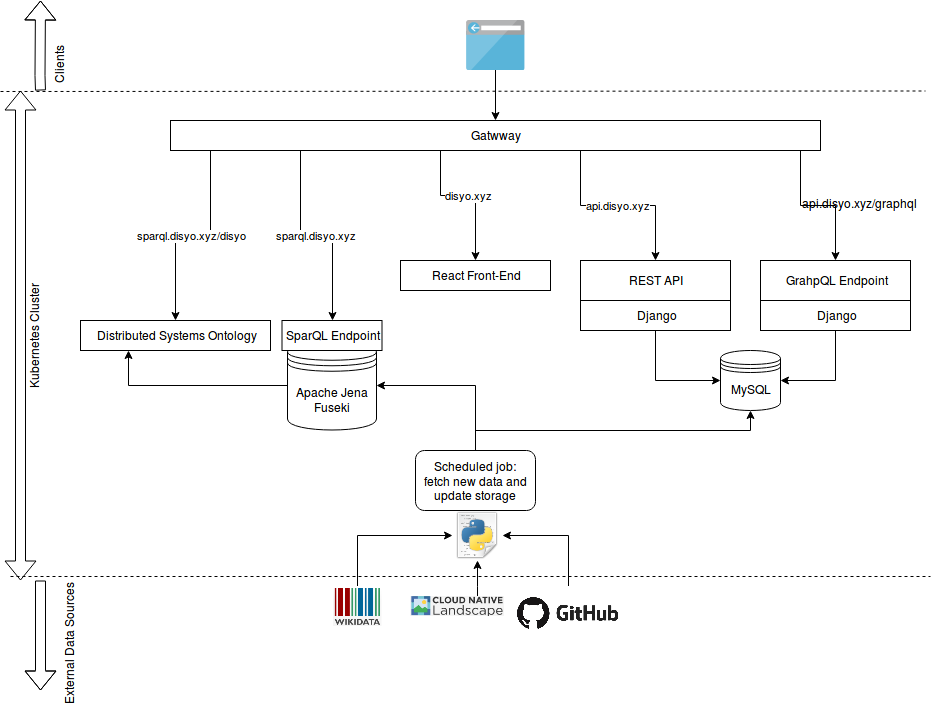 Clients
Gatwway
disyo.xyz
api.disyo.xyz
api.disyo.xyz/graphql
sparql.disyo.xyz/disyo
sparql.disyo.xyz
React Front-End
REST API
Django
GrahpQL Endpoint
Django
Kubernetes Cluster
Distributed Systems Ontology
SparQL Endpoint
Apache Jena
Fuseki
MySQL
Scheduled job:
fetch new data and
update storage
WIKIDATA
CLOUD NATIVE
Landscape
GitHub
External Data Sources